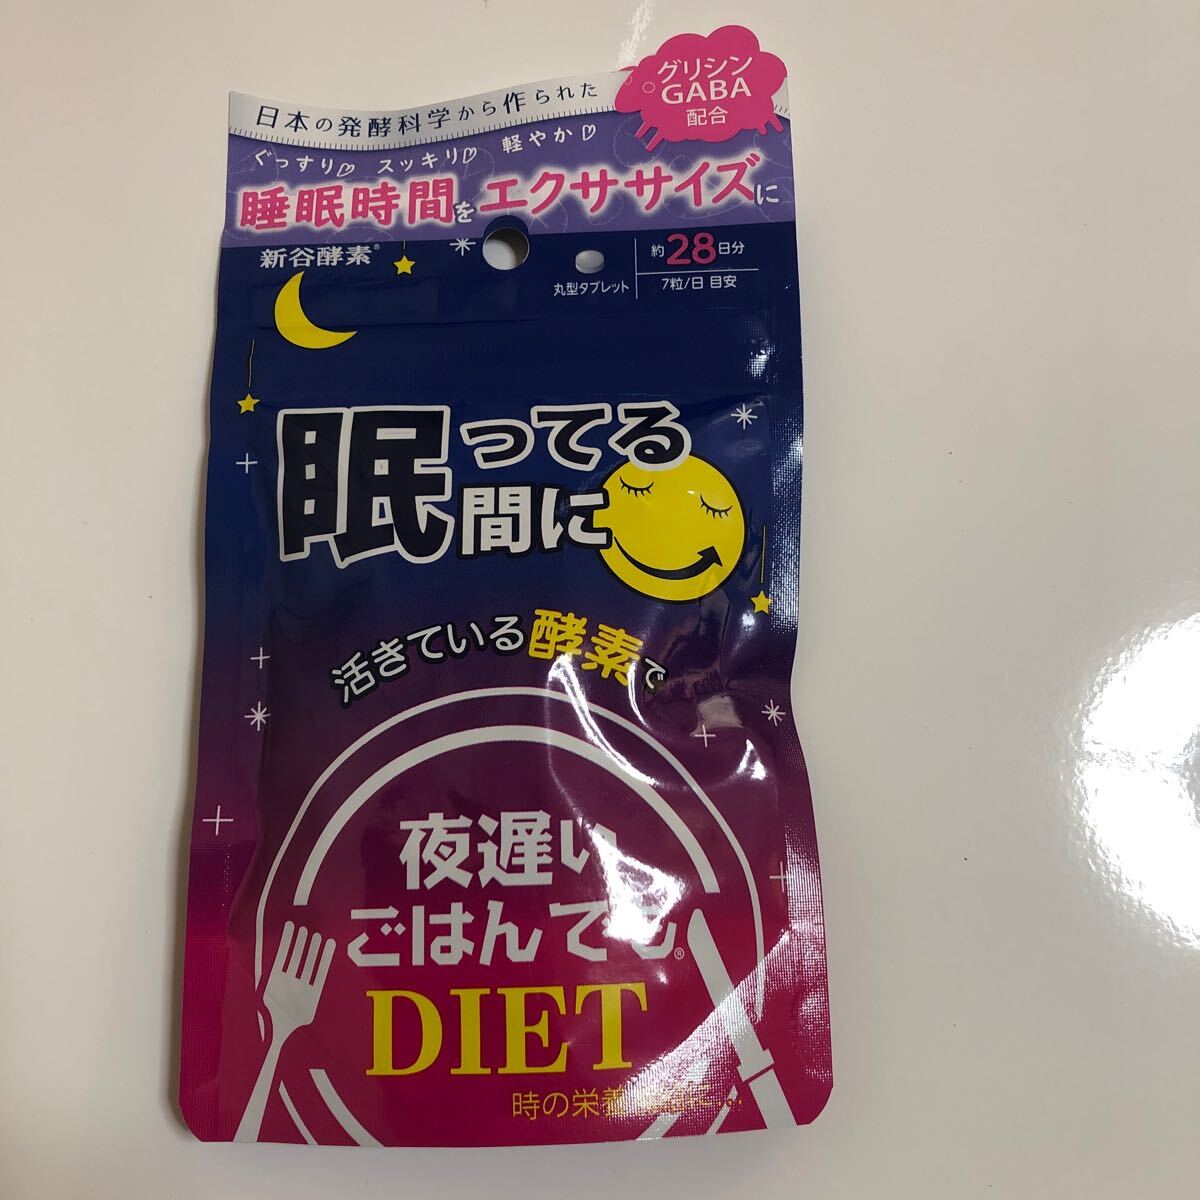 グリシン
GABA
配合
日本の発酵科学から作られた
ぐっすり♡ スッキリ♡ 軽やか♡
睡眠時間をエクササイズに
新谷酵素®
丸型タブレット
約28日分
7粒/日 目安
眠ってる
間に
活きている酵素で
夜遅い
ごはんでも®
DIET
時の栄養